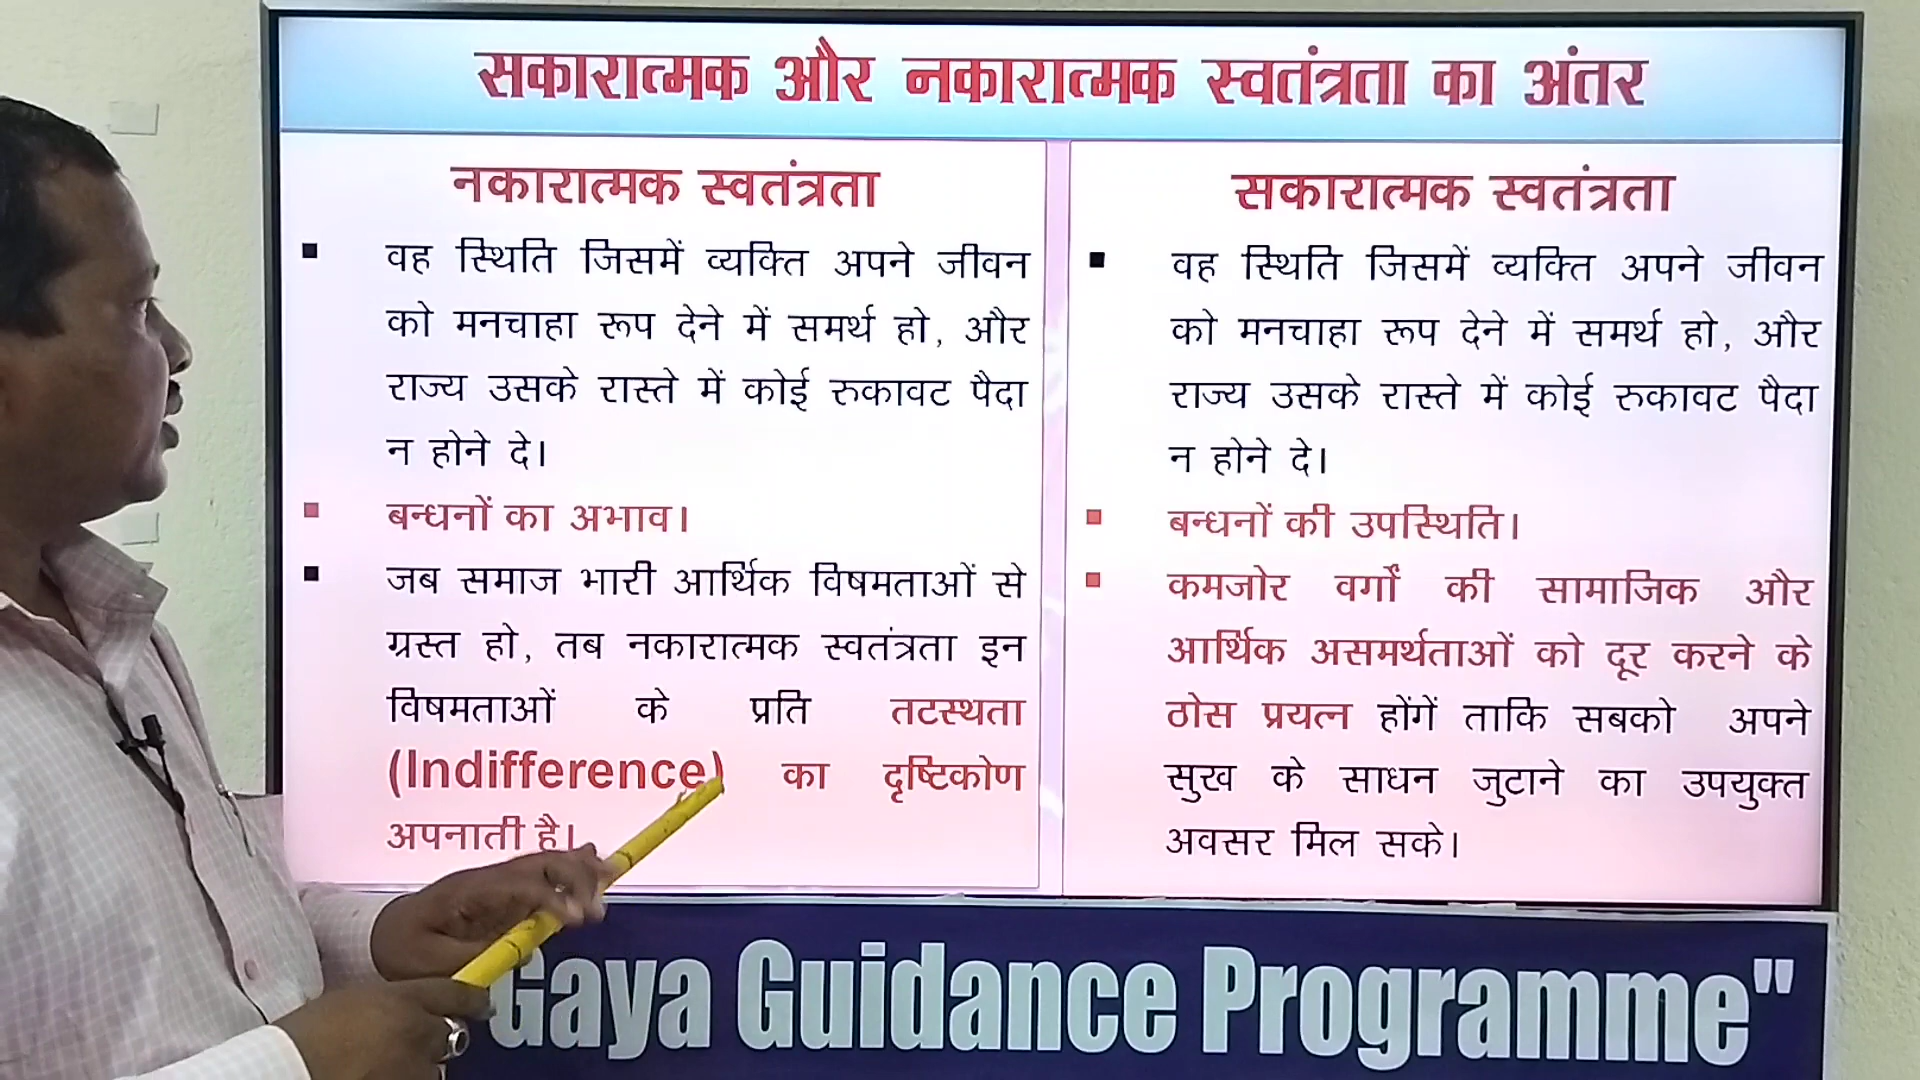 सकारात्मक और नकारात्मक स्वतंत्रता का अंतर
नकारात्मक स्वतंत्रता
▪ वह स्थिति जिसमें व्यक्ति अपने जीवन
को मनचाहा रूप देने में समर्थ हो, और
राज्य उसके रास्ते में कोई रुकावट पैदा
न होने दे।
▪ बन्धनों का अभाव।
▪ जब समाज भारी आर्थिक विषमताओं से
ग्रस्त हो, तब नकारात्मक स्वतंत्रता इन
विषमताओं के प्रति तटस्थता
(Indifference) का दृष्टिकोण
अपनाती है।
सकारात्मक स्वतंत्रता
▪ वह स्थिति जिसमें व्यक्ति अपने जीवन
को मनचाहा रूप देने में समर्थ हो, और
राज्य उसके रास्ते में कोई रुकावट पैदा
न होने दे।
▪ बन्धनों की उपस्थिति।
▪ कमजोर वर्गों की सामाजिक और
आर्थिक असमर्थताओं को दूर करने के
ठोस प्रयत्न होंगें ताकि सबको अपने
सुख के साधन जुटाने का उपयुक्त
अवसर मिल सके।
Gaya Guidance Programme"